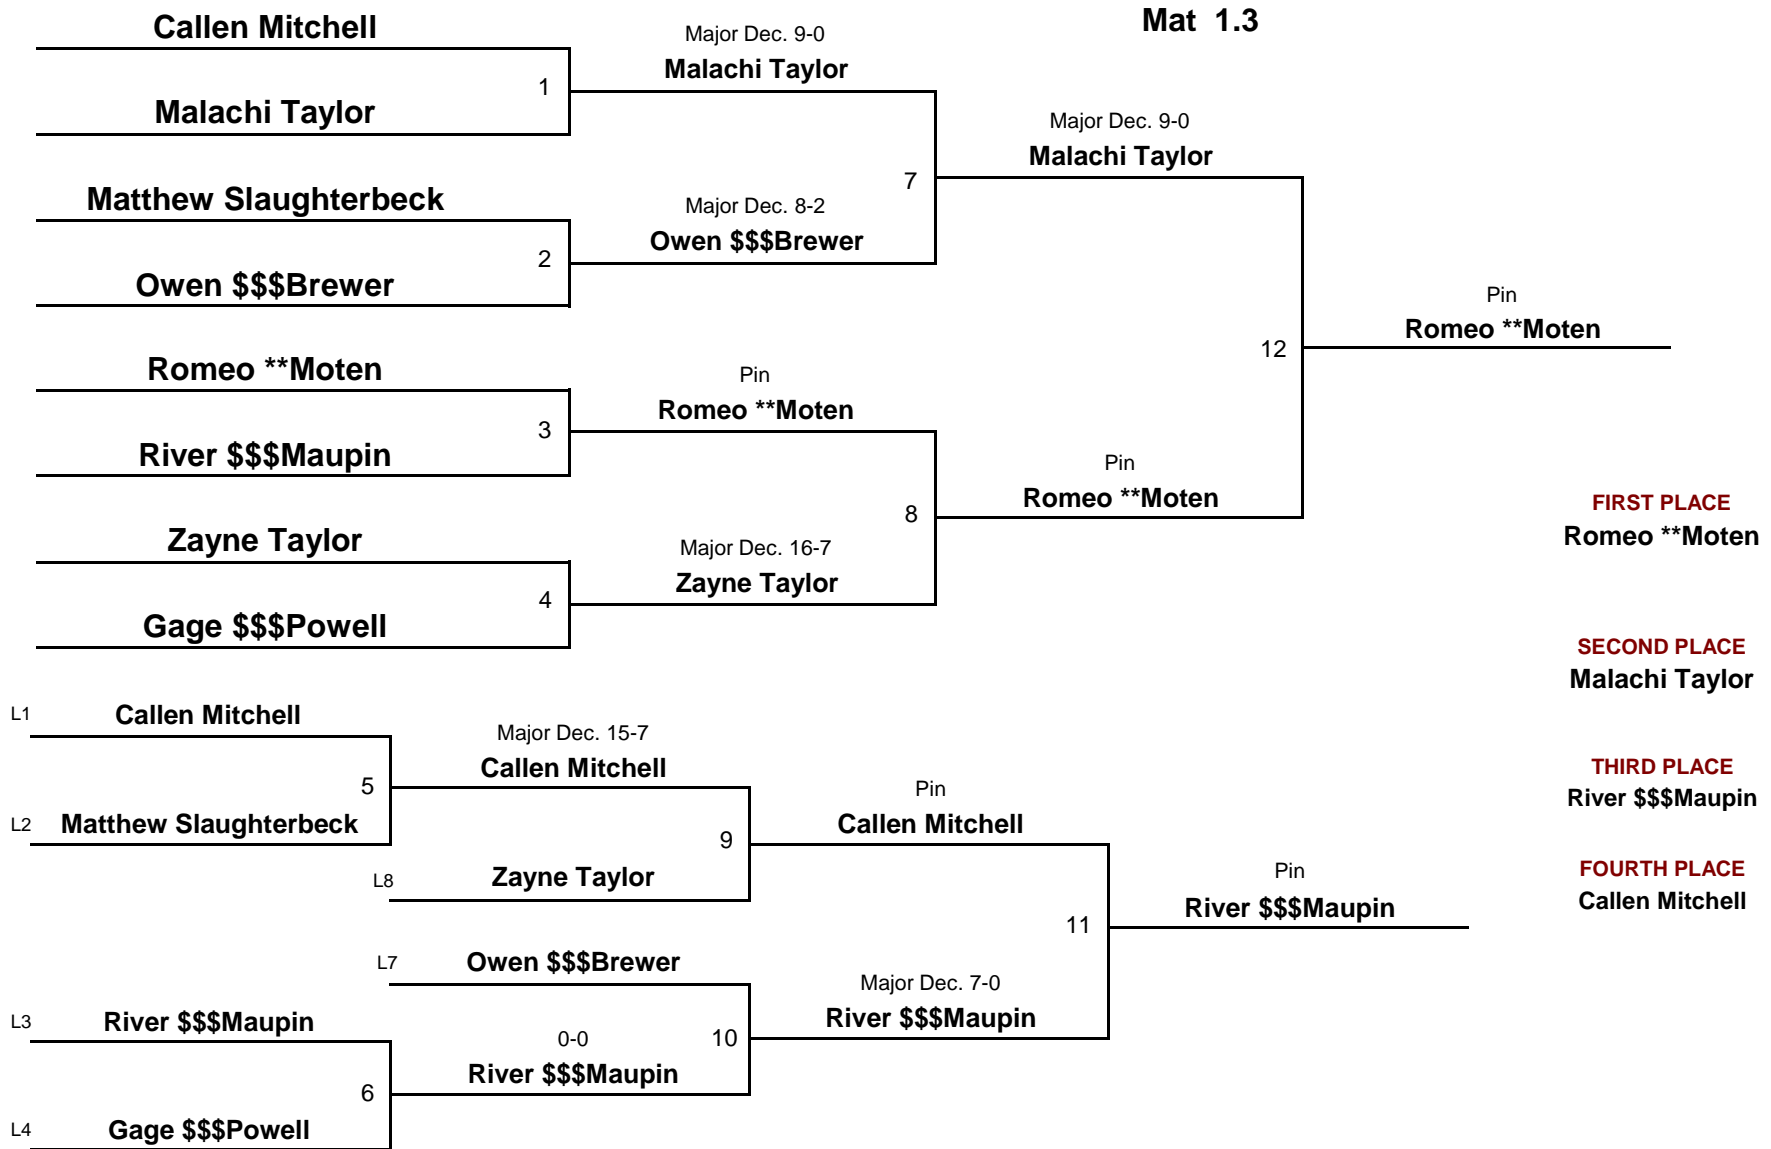 Mat 1.3
Callen Mitchell
1
Malachi Taylor
Matthew Slaughterbeck
2
Owen $$$Brewer
Romeo **Moten
3
River $$$Maupin
Zayne Taylor
4
Gage $$$Powell
Major Dec. 9-0
Malachi Taylor
7
Major Dec. 8-2
Owen $$$Brewer
Pin
Romeo **Moten
8
Major Dec. 16-7
Zayne Taylor
Major Dec. 9-0
Malachi Taylor
12
Pin
Romeo **Moten
Pin
Romeo **Moten
FIRST PLACE
Romeo **Moten
SECOND PLACE
Malachi Taylor
THIRD PLACE
River $$$Maupin
FOURTH PLACE
Callen Mitchell
L1 Callen Mitchell
5
L2 Matthew Slaughterbeck
L3 River $$$Maupin
6
L4 Gage $$$Powell
Major Dec. 15-7
Callen Mitchell
9
L8 Zayne Taylor
L7 Owen $$$Brewer
0-0 10
River $$$Maupin
Pin
Callen Mitchell
11
Major Dec. 7-0
River $$$Maupin
Pin
River $$$Maupin